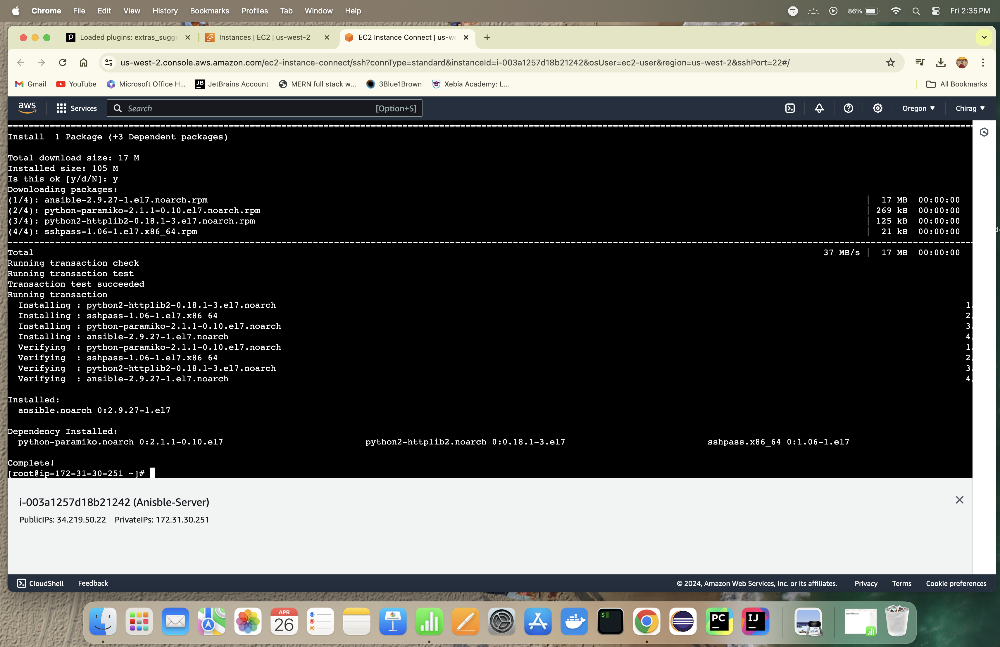 Chrome File Edit View History Bookmarks Profiles Tab Window Help 86% Fri 2:35 PM
Loaded plugins: extras_sugge Instances | EC2 | us-west-2 EC2 Instance Connect | us-we
us-west-2.console.aws.amazon.com/ec2-instance-connect/ssh?connType=standard&instanceId=i-003a1257d18b21242&osUser=ec2-user&region=us-west-2&sshPort=22#/
Gmail YouTube Microsoft Office H... JetBrains Account MERN full stack w... 3Blue1Brown Xebia Academy: L... All Bookmarks
aws Services Search [Option+S] Oregon Chirag
Install  1 Package (+3 Dependent packages)
Total download size: 17 M
Installed size: 105 M
Is this ok [y/d/N]: y
Downloading packages:
(1/4): ansible-2.9.27-1.el7.noarch.rpm | 17 MB 00:00:00
(2/4): python-paramiko-2.1.1-0.10.el7.noarch.rpm | 269 kB 00:00:00
(3/4): python2-httplib2-0.18.1-3.el7.noarch.rpm | 125 kB 00:00:00
(4/4): sshpass-1.06-1.el7.x86_64.rpm | 21 kB 00:00:00
Total 37 MB/s | 17 MB 00:00:00
Running transaction check
Running transaction test
Transaction test succeeded
Running transaction
Installing : python2-httplib2-0.18.1-3.el7.noarch 1/
Installing : sshpass-1.06-1.el7.x86_64 2/
Installing : python-paramiko-2.1.1-0.10.el7.noarch 3/
Installing : ansible-2.9.27-1.el7.noarch 4/
Verifying  : python-paramiko-2.1.1-0.10.el7.noarch 1/
Verifying  : sshpass-1.06-1.el7.x86_64 2/
Verifying  : python2-httplib2-0.18.1-3.el7.noarch 3/
Verifying  : ansible-2.9.27-1.el7.noarch 4/
Installed:
ansible.noarch 0:2.9.27-1.el7
Dependency Installed:
python-paramiko.noarch 0:2.1.1-0.10.el7 python2-httplib2.noarch 0:0.18.1-3.el7 sshpass.x86_64 0:1.06-1.el7
Complete!
[root@ip-172-31-30-251 ~]#
i-003a1257d18b21242 (Anisble-Server)
PublicIPs: 34.219.50.22 PrivateIPs: 172.31.30.251
CloudShell Feedback © 2024, Amazon Web Services, Inc. or its affiliates. Privacy Terms Cookie preferences
APR
26
$
PC
IJ